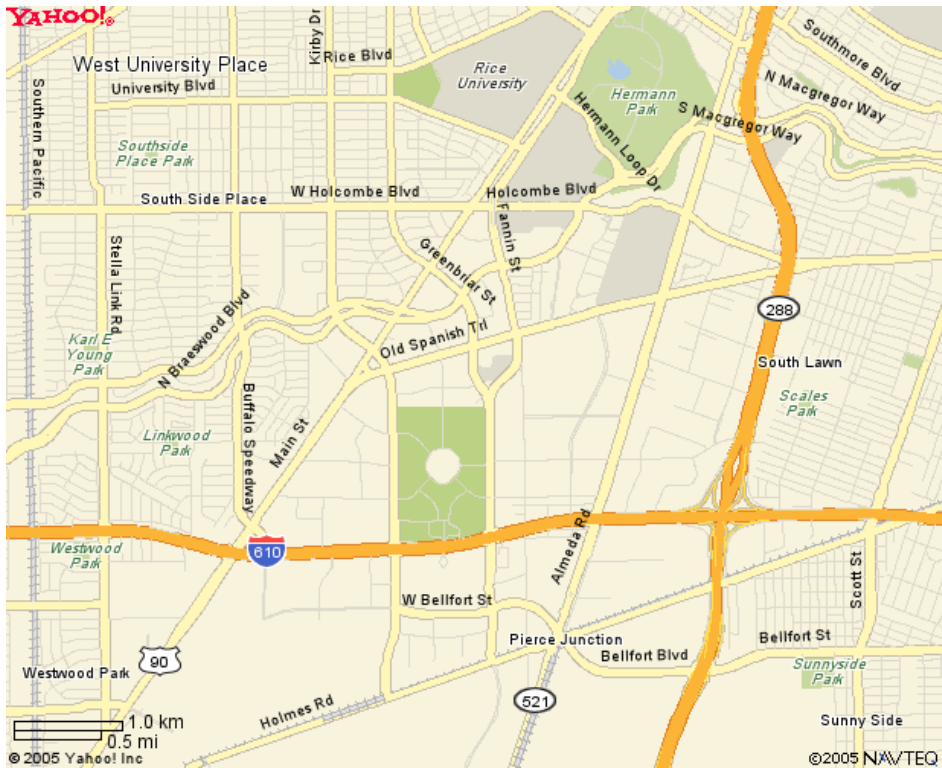 YAHOO!®
Kirby Dr
Southmore Blvd
Rice Blvd
West University Place
Rice
University
University Blvd
N Macgregor Way
Hermann
Park
S Macgregor Way
Southern Pacific
Hermann Loop Dr
Southside
Place Park
W Holcombe Blvd
Holcombe Blvd
South Side Place
Fannin St
Stella Link Rd
Greenbriar St
N Braeswood Blvd
288
Old Spanish Trl
Karl E
Young
Park
South Lawn
Scales
Park
Buffalo Speedway
Main St
Linkwood
Park
Almeda Rd
610
Westwood
Park
Scott St
W Bellfort St
Pierce Junction
Bellfort St
Bellfort Blvd
90
Westwood Park
Sunnyside
Park
521
Holmes Rd
1.0 km
0.5 mi
Sunny Side
© 2005 Yahoo! Inc
©2005 NAVTEQ